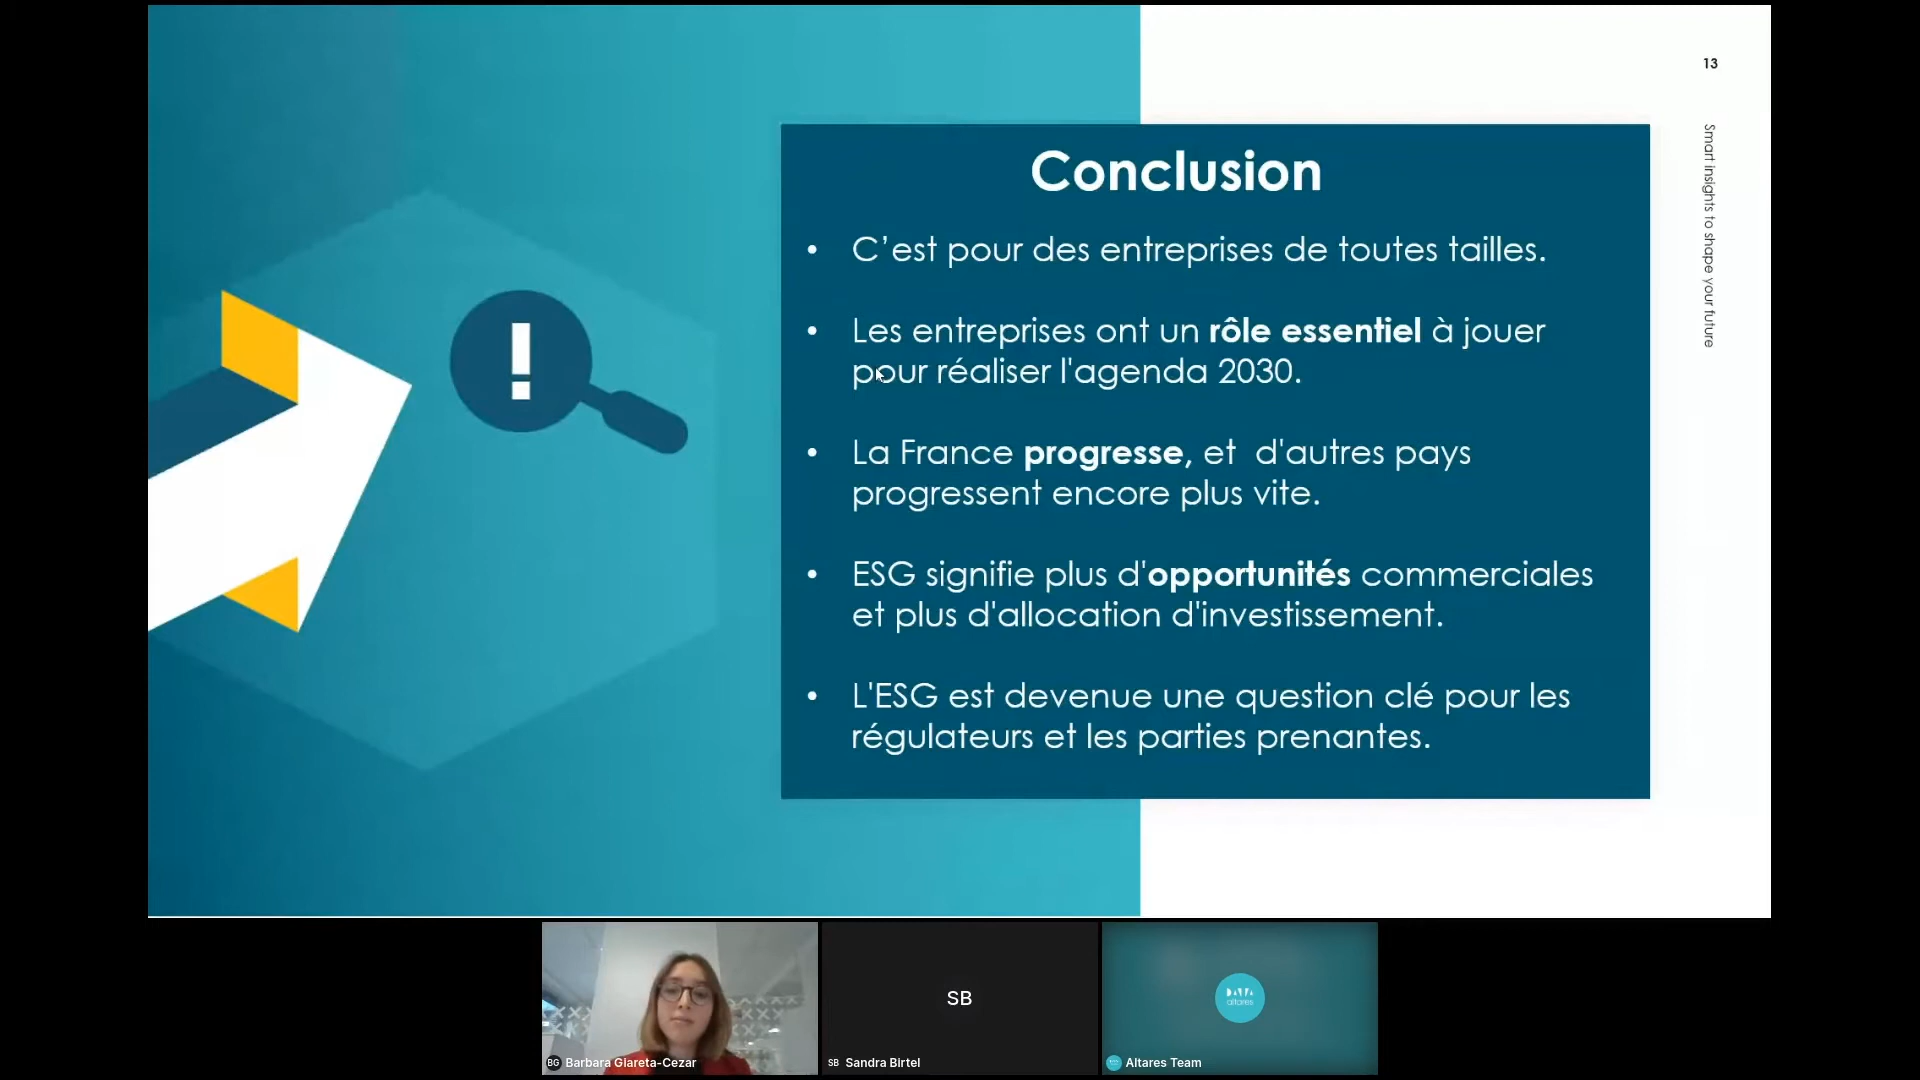 13
Smart insights to shape your future
Conclusion
• C’est pour des entreprises de toutes tailles.
• Les entreprises ont un rôle essentiel à jouer
pour réaliser l'agenda 2030.
• La France progresse, et  d'autres pays
progressent encore plus vite.
• ESG signifie plus d'opportunités commerciales
et plus d'allocation d'investissement.
• L'ESG est devenue une question clé pour les
régulateurs et les parties prenantes.
!
SB
altares
BG Barbara Glareta-Cezar
SB Sandra Birtel
Altares Team